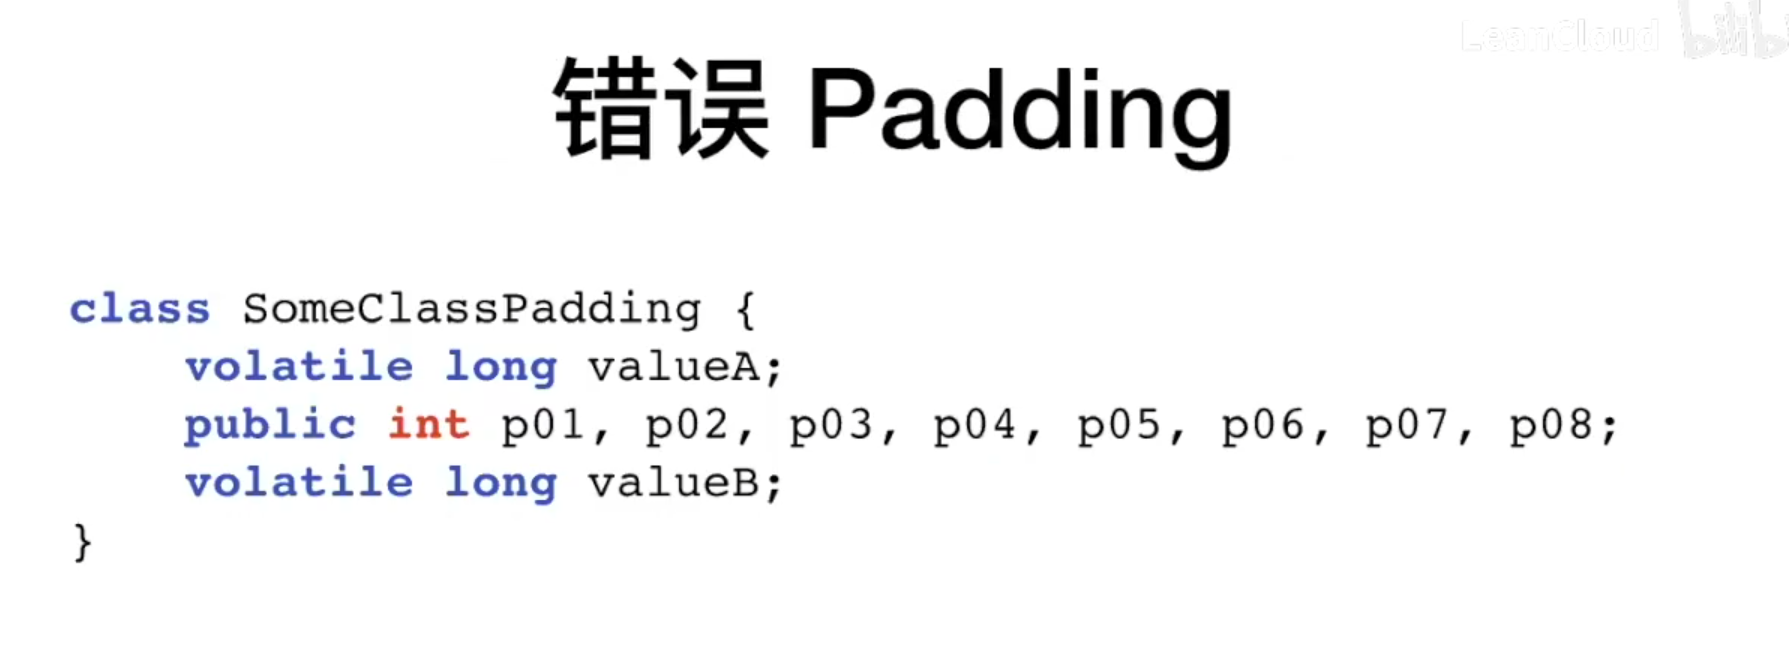 LeanCloud bilibili
错误 Padding
class SomeClassPadding {
    volatile long valueA;
    public int p01, p02, p03, p04, p05, p06, p07, p08;
    volatile long valueB;
}